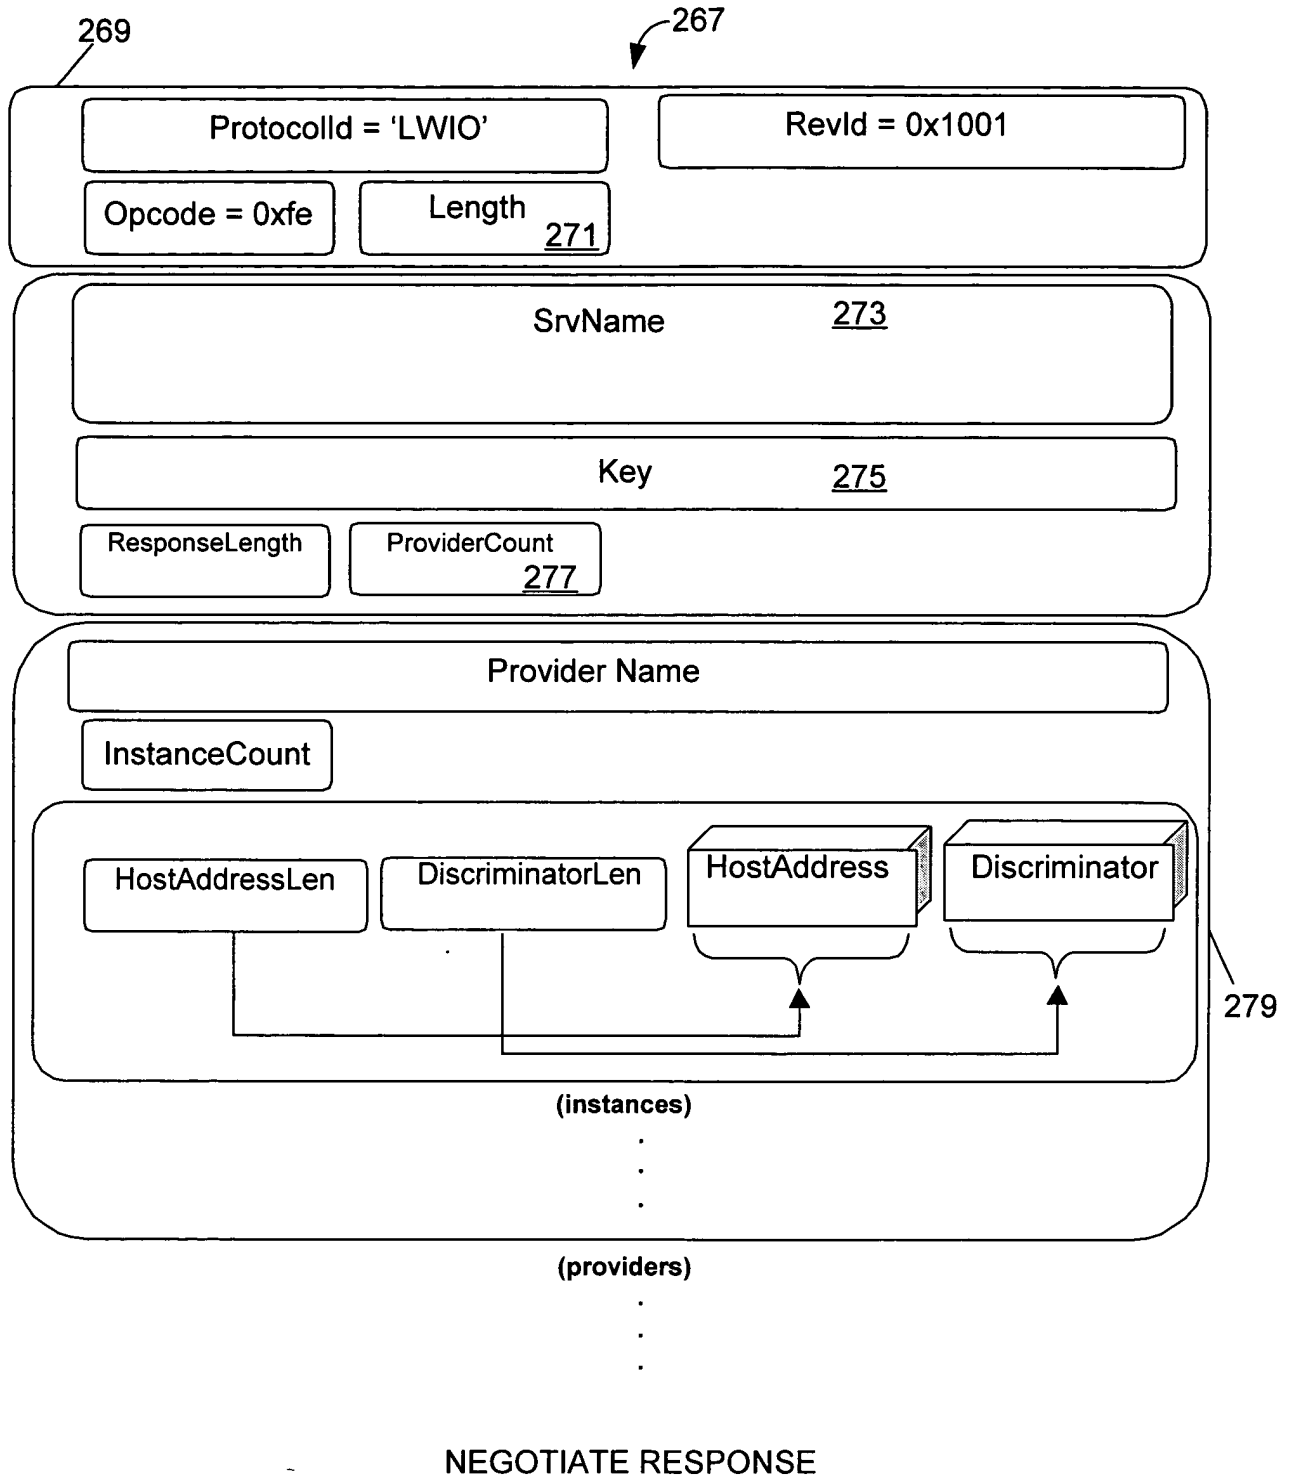 269
267
ProtocolId = 'LWIO'
RevId = 0x1001
Opcode = 0xfe
Length
271
SrvName
273
Key
275
ResponseLength
ProviderCount
277
Provider Name
InstanceCount
HostAddressLen
DiscriminatorLen
HostAddress
Discriminator
279
(instances)
(providers)
NEGOTIATE RESPONSE